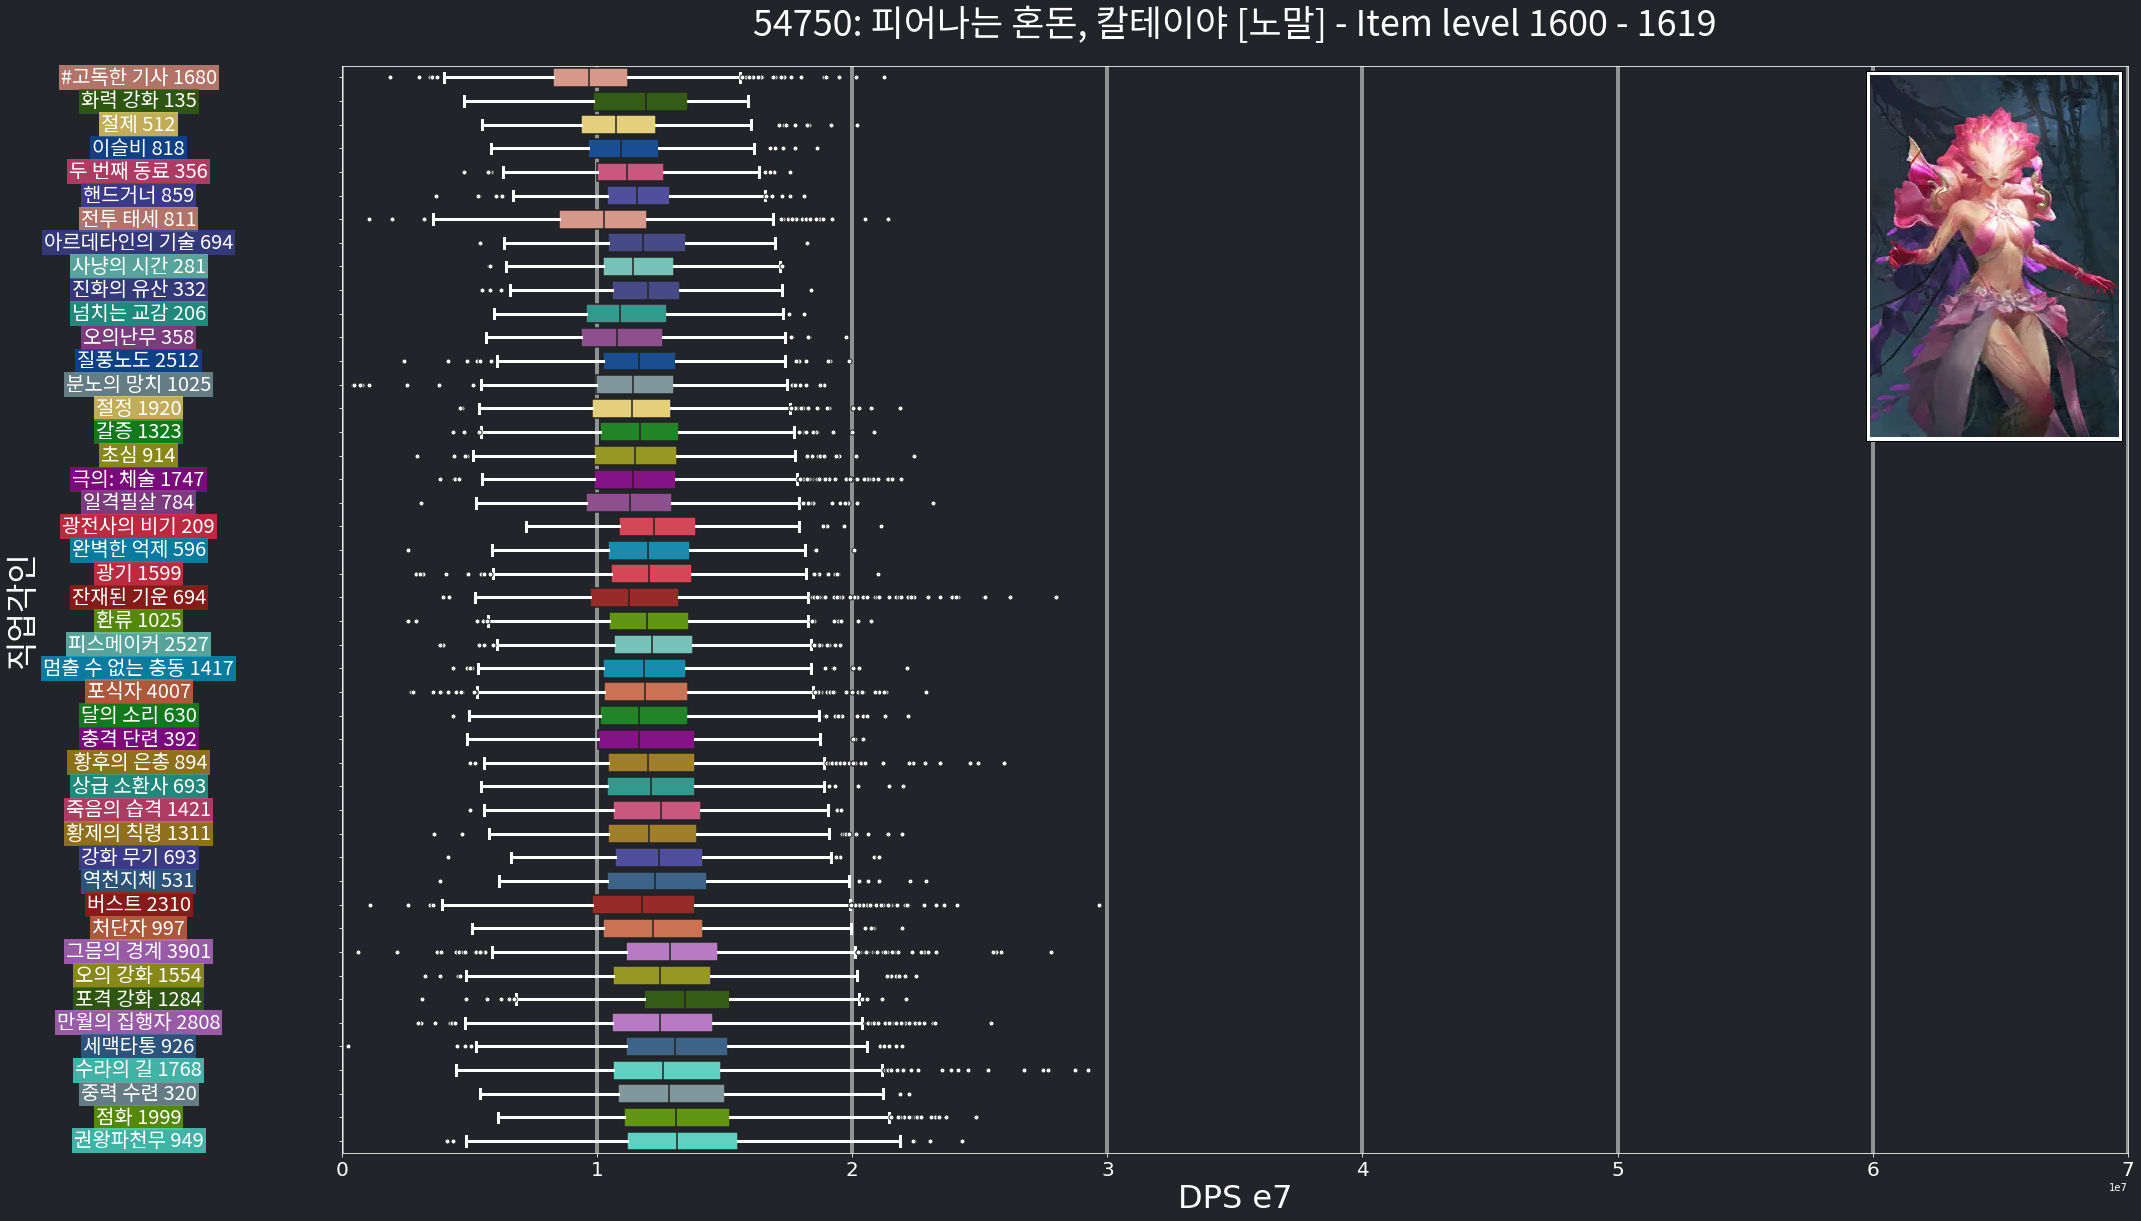 54750: 피어나는 혼돈, 칼테이야 [노말] - Item level 1600 - 1619
#고독한 기사 1680
화력 강화 135
절제 512
이슬비 818
두 번째 동료 356
핸드거너 859
전투 태세 811
아르데타인의 기술 694
사냥의 시간 281
진화의 유산 332
넘치는 교감 206
오의난무 358
질풍노도 2512
분노의 망치 1025
절정 1920
갈증 1323
초심 914
극의: 체술 1747
일격필살 784
광전사의 비기 209
완벽한 억제 596
광기 1599
잔재된 기운 694
환류 1025
피스메이커 2527
멈출 수 없는 충동 1417
포식자 4007
달의 소리 630
충격 단련 392
황후의 은총 894
상급 소환사 693
죽음의 습격 1421
황제의 칙령 1311
강화 무기 693
역천지체 531
버스트 2310
처단자 997
그믐의 경계 3901
오의 강화 1554
포격 강화 1284
만월의 집행자 2808
세맥타통 926
수라의 길 1768
중력 수련 320
점화 1999
권왕파천무 949
직업각인
0 1 2 3 4 5 6 7
1e7
DPS e7